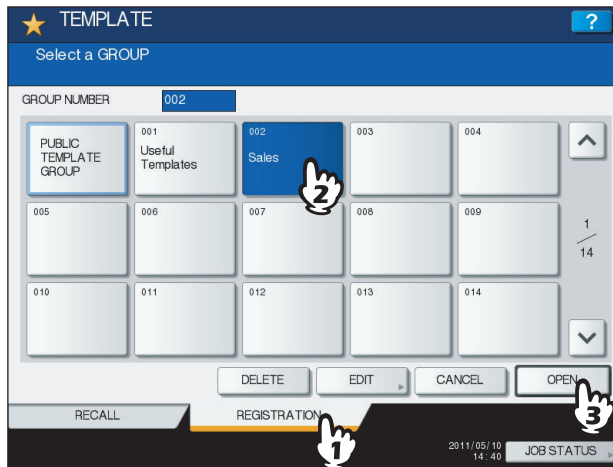 TEMPLATE
?
Select a GROUP
GROUP NUMBER 002
PUBLIC
TEMPLATE
GROUP
001
Useful
Templates
002
Sales
003
004
005
006
007
008
009
1
14
010
011
012
013
014
2
DELETE
EDIT
CANCEL
OPEN
RECALL
REGISTRATION
1
3
2011/05/10
14:40
JOB STATUS